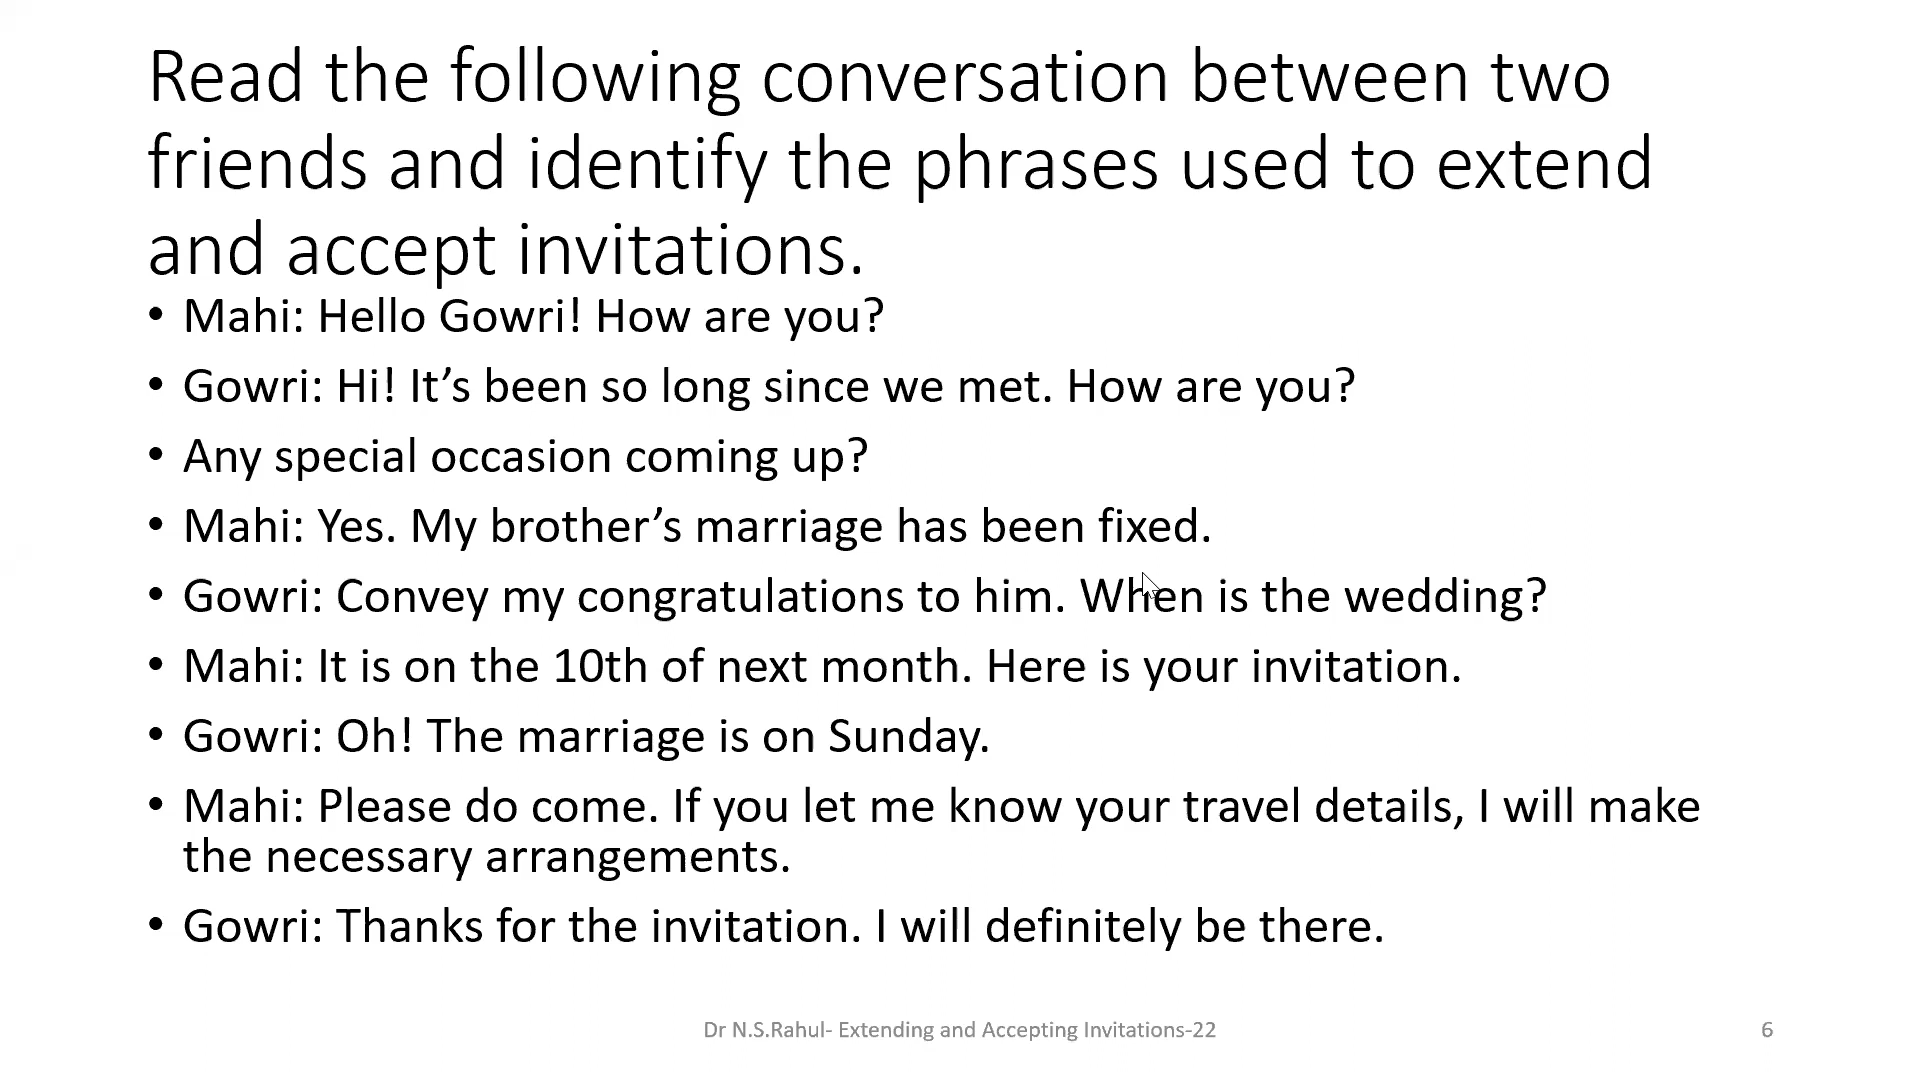 Read the following conversation between two
friends and identify the phrases used to extend
and accept invitations.
• Mahi: Hello Gowri! How are you?
• Gowri: Hi! It’s been so long since we met. How are you?
• Any special occasion coming up?
• Mahi: Yes. My brother’s marriage has been fixed.
• Gowri: Convey my congratulations to him. When is the wedding?
• Mahi: It is on the 10th of next month. Here is your invitation.
• Gowri: Oh! The marriage is on Sunday.
• Mahi: Please do come. If you let me know your travel details, I will make
the necessary arrangements.
• Gowri: Thanks for the invitation. I will definitely be there.
Dr N.S.Rahul- Extending and Accepting Invitations-22
6